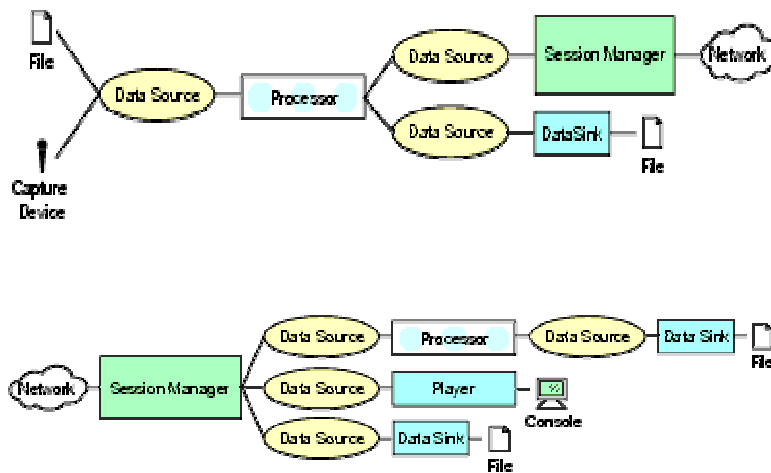 File
Data Source
Processor
Data Source
Session Manager
Network
Data Source
DataSink
File
Capture
Device
Network
Session Manager
Data Source
Processor
Data Source
Data Sink
File
Data Source
Player
Console
Data Source
Data Sink
File